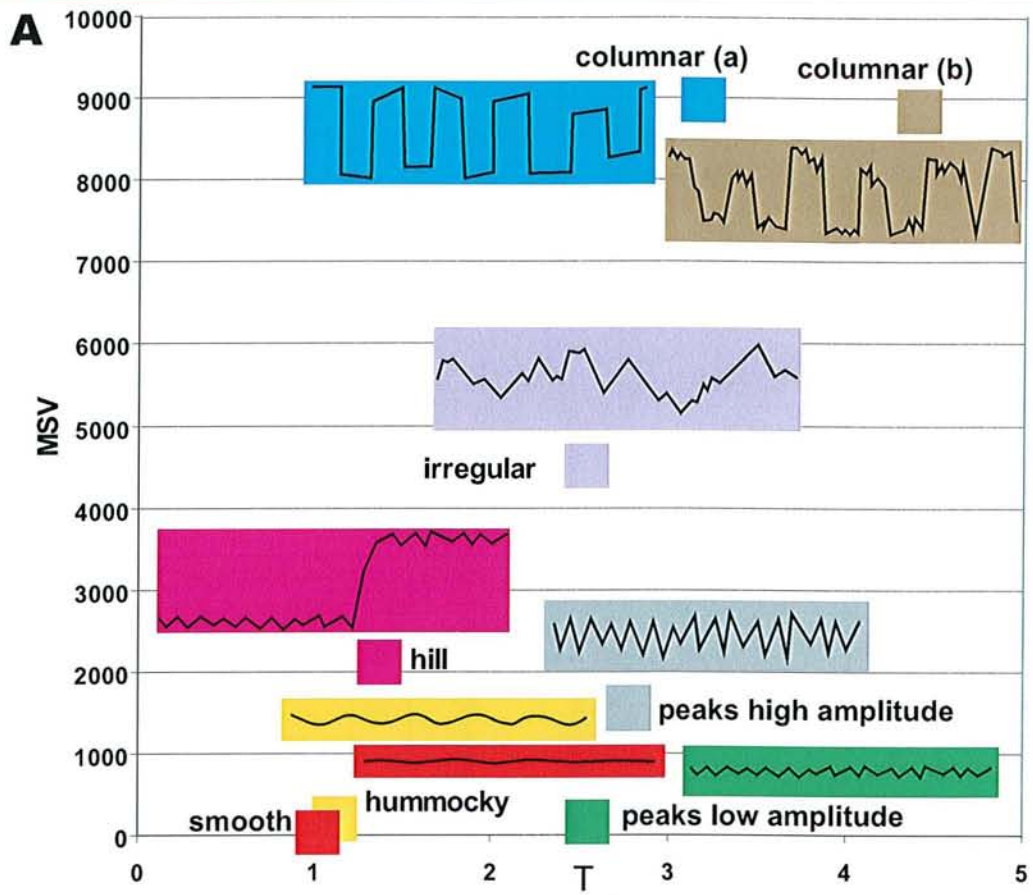 A
10000
9000
8000
7000
6000
5000
4000
3000
2000
1000
0
MSV
columnar (a)
columnar (b)
irregular
hill
peaks high amplitude
hummocky
smooth
peaks low amplitude
0 1 2 3 4 5
T